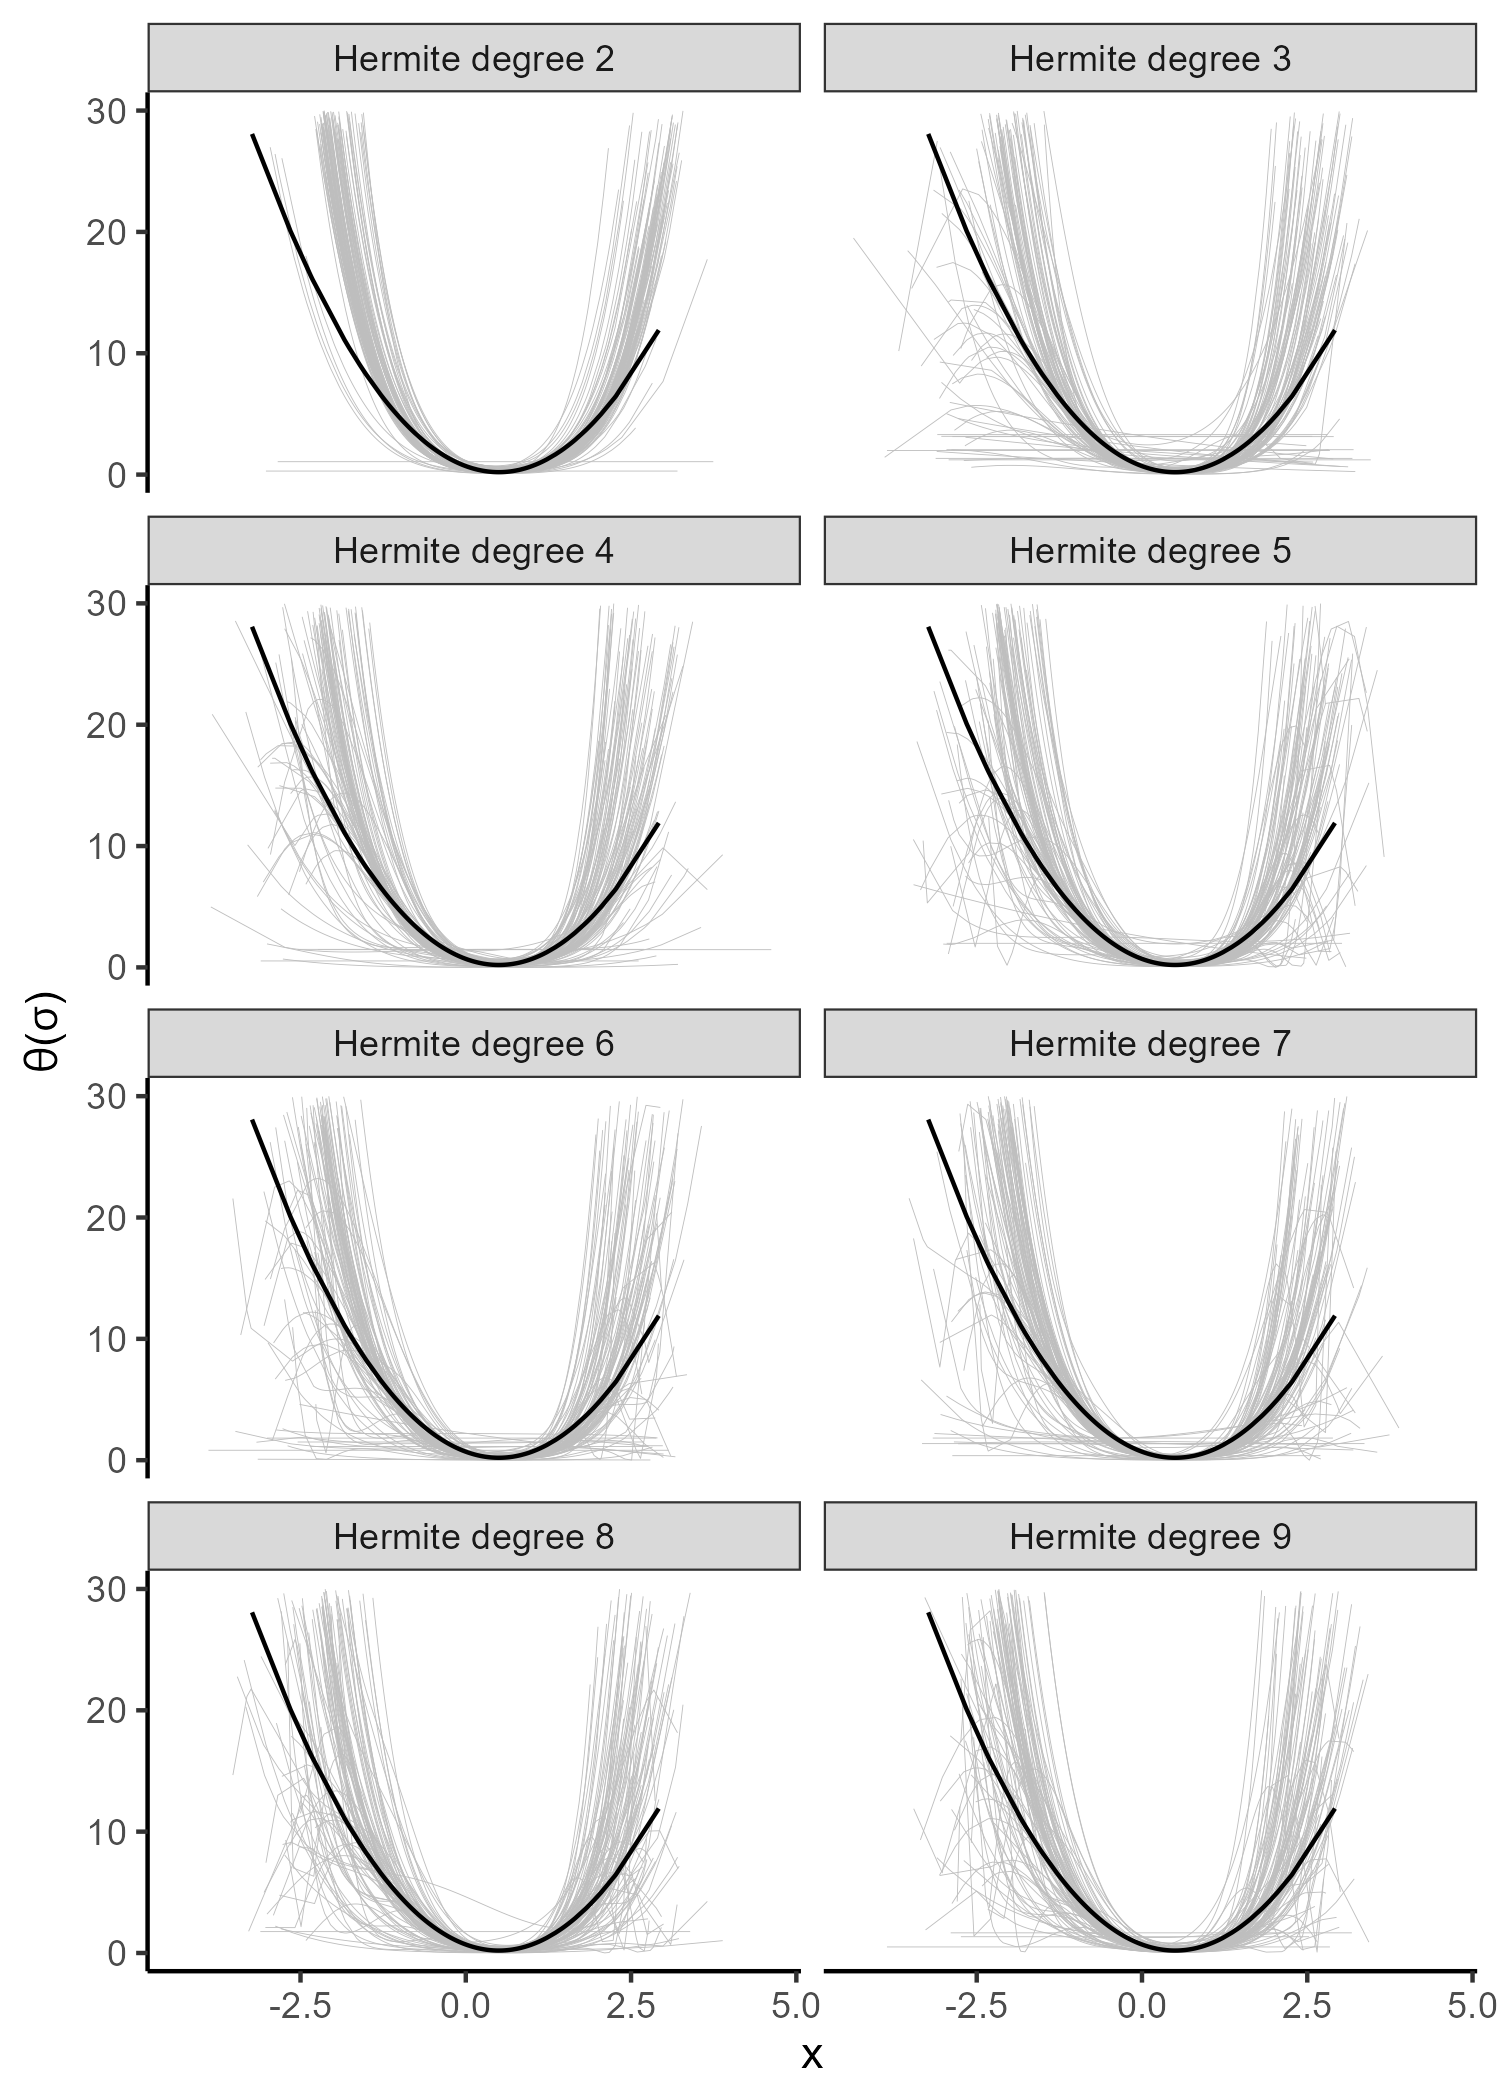 Hermite degree 2
Hermite degree 3
30
20
10
0
Hermite degree 4
Hermite degree 5
30
20
10
0
θ(σ)
Hermite degree 6
Hermite degree 7
30
20
10
0
Hermite degree 8
Hermite degree 9
30
20
10
0
-2.5 0.0 2.5 5.0 -2.5 0.0 2.5 5.0
x